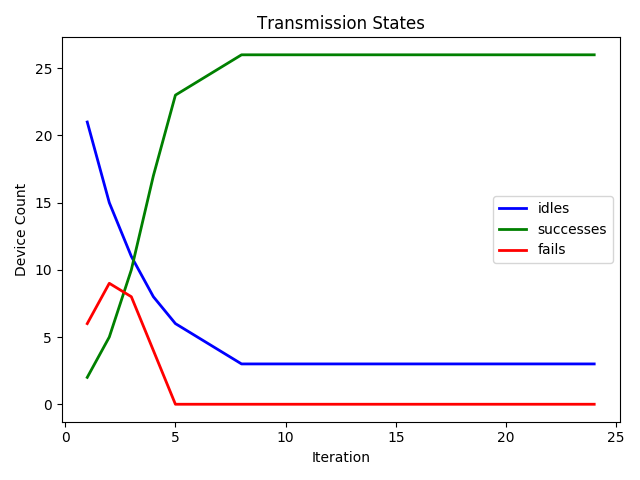 Transmission States
Device Count
25
20
15
10
5
0
idles
successes
fails
0 5 10 15 20 25
Iteration